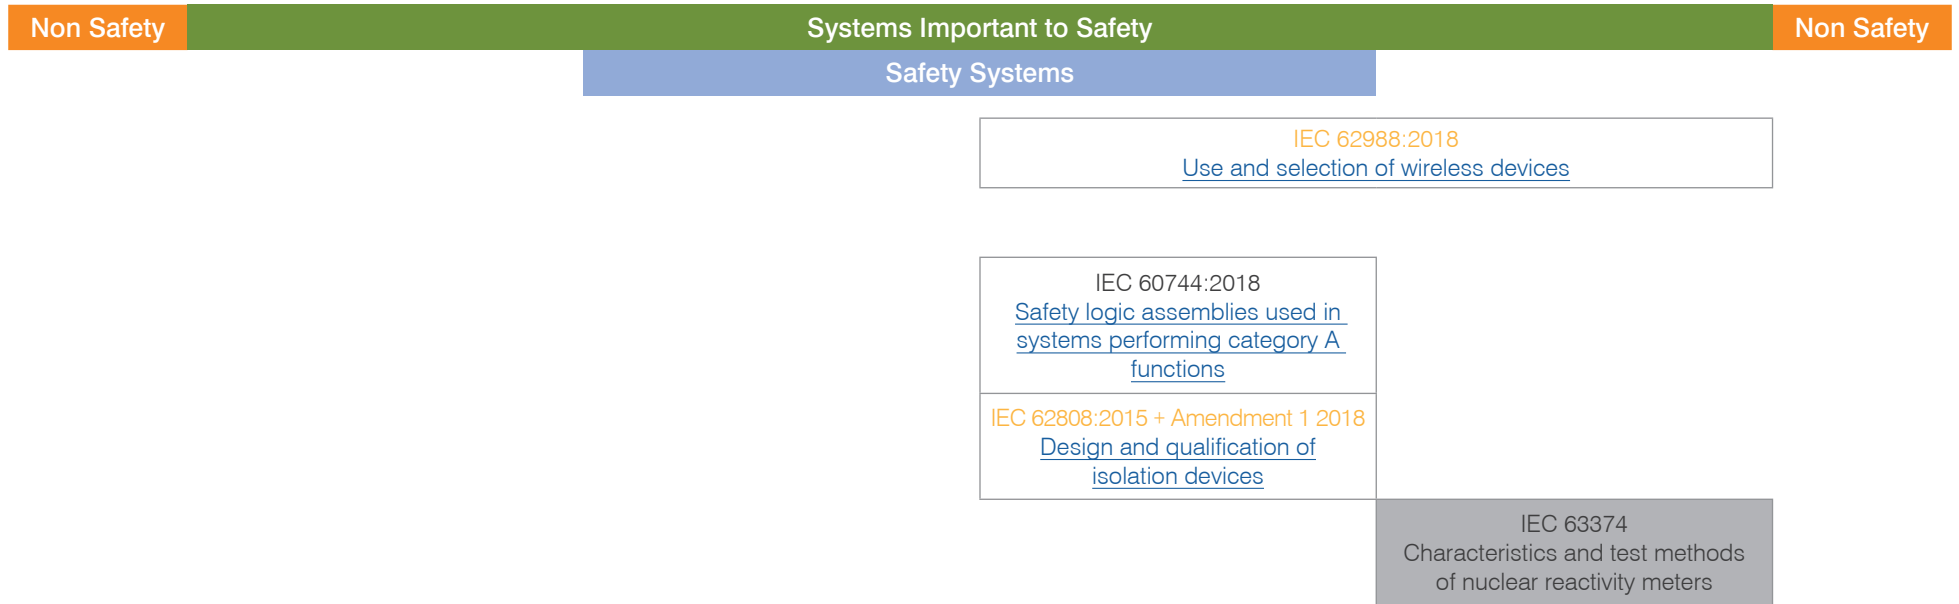 Non Safety
Systems Important to Safety
Non Safety
Safety Systems
IEC 62988:2018
Use and selection of wireless devices
IEC 60744:2018
Safety logic assemblies used in
systems performing category A
functions
IEC 62808:2015 + Amendment 1 2018
Design and qualification of
isolation devices
IEC 63374
Characteristics and test methods
of nuclear reactivity meters